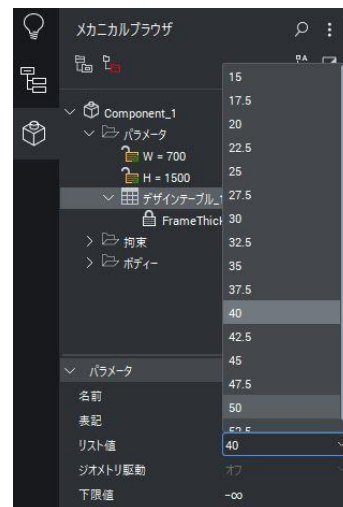 メカニカルブラウザ
Component_1
パラメータ
W = 700
H = 1500
デザインテーブル_1
FrameThick
拘束
ボディー
15
17.5
20
22.5
25
27.5
30
32.5
35
37.5
40
42.5
45
47.5
50
52.5
パラメータ
名前
表記
リスト値 40
ジオメトリ駆動 オフ
下限値 -∞